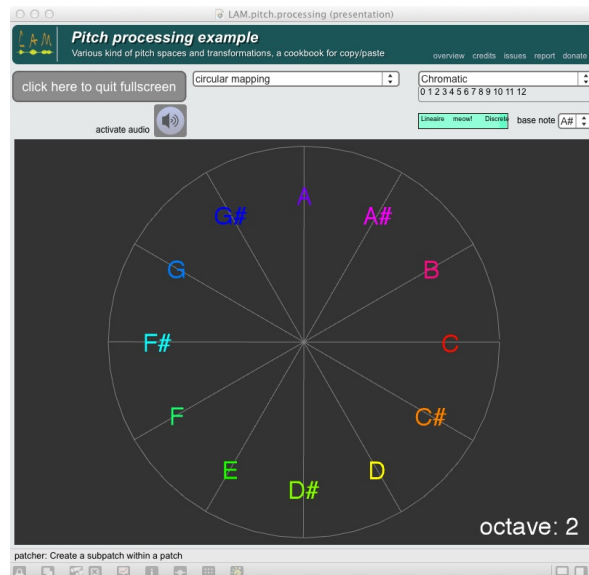 LAM.pitch.processing (presentation)
LAM
Pitch processing example
Various kind of pitch spaces and transformations, a cookbook for copy/paste
overview credits issues report donate
click here to quit fullscreen
circular mapping
Chromatic
0 1 2 3 4 5 6 7 8 9 10 11 12
activate audio
Lineaire meow! Discrete
base note A#
A
G#
A#
G
B
F#
C
F
C#
E
D
D#
octave: 2
patcher: Create a subpatch within a patch